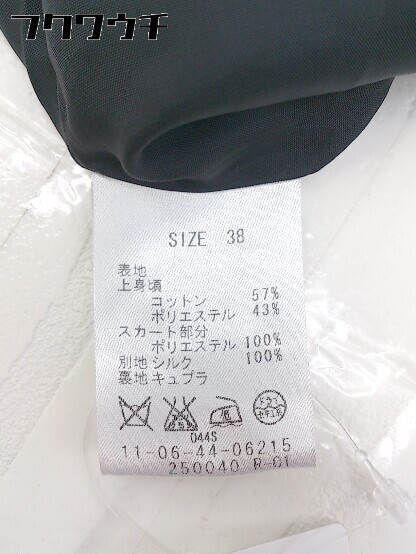 フクワウチ
SIZE 38
表地
上身頃
コットン 57%
ポリエステル 43%
スカート部分
ポリエステル 100%
別地 シルク 100%
裏地 キュプラ
044S
11-06-44-06215
250040 R-01